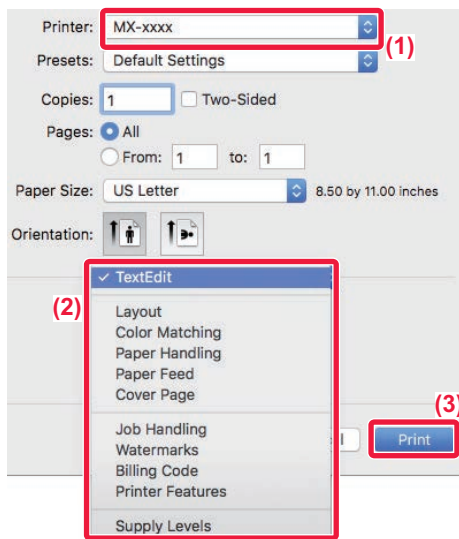 Printer: MX-xxxx
(1)
Presets: Default Settings
Copies: 1 Two-Sided
Pages: All
From: 1 to: 1
Paper Size: US Letter 8.50 by 11.00 inches
Orientation:
(2)
✓ TextEdit
Layout
Color Matching
Paper Handling
Paper Feed
Cover Page
Job Handling
Watermarks
Billing Code
Printer Features
Supply Levels
(3)
Print